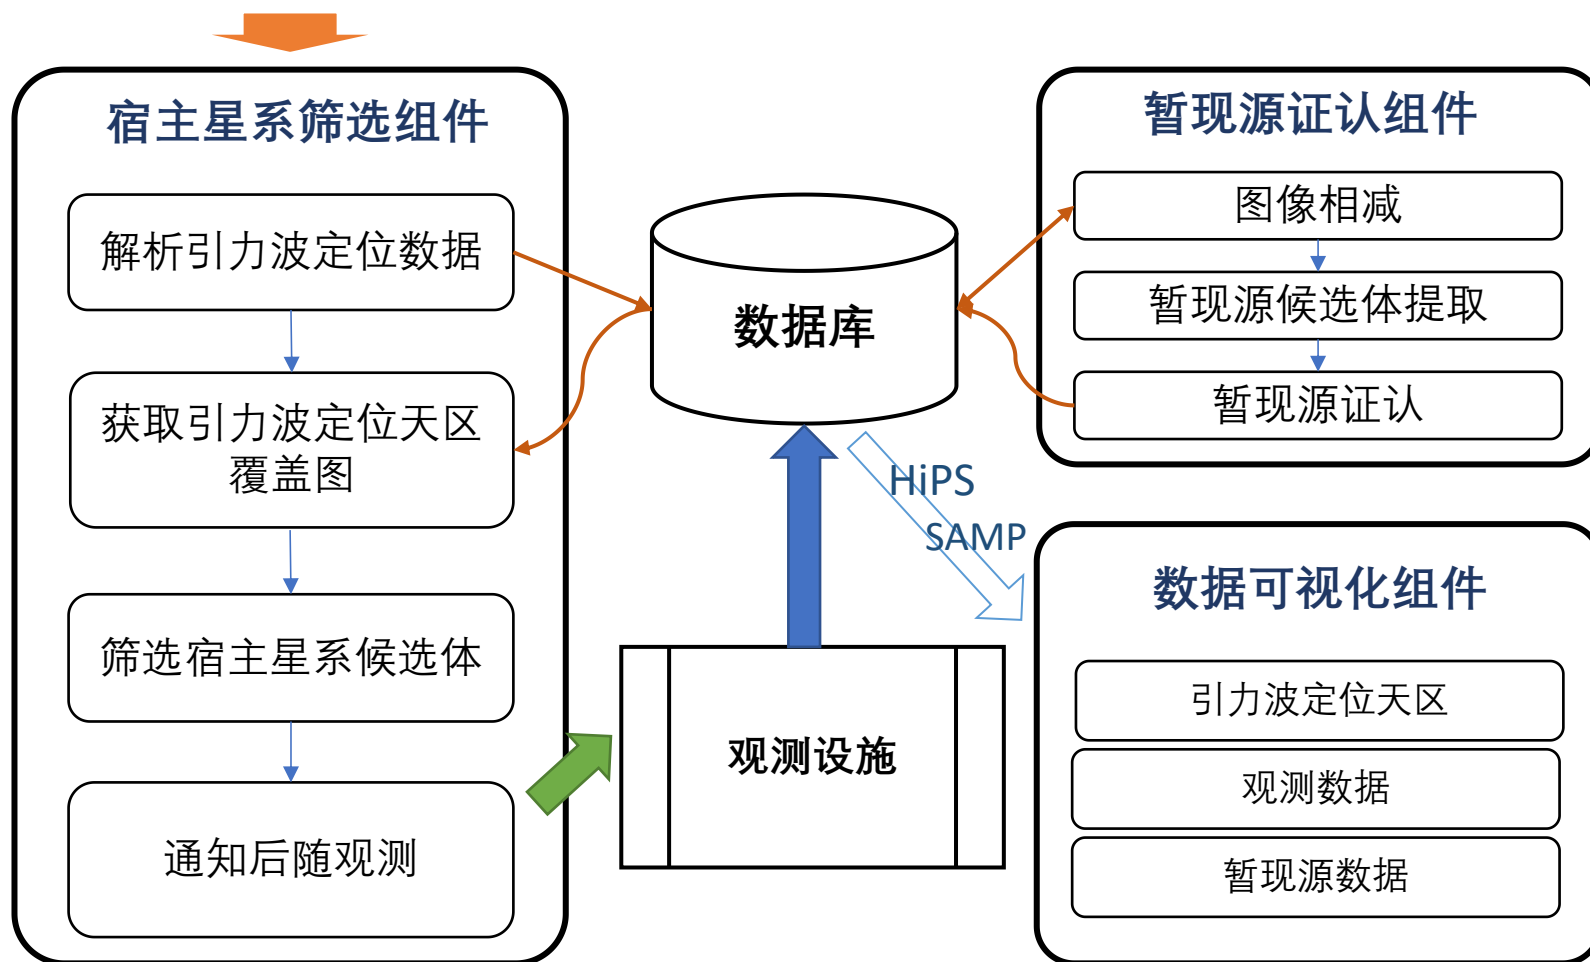 宿主星系筛选组件
解析引力波定位数据
获取引力波定位天区
覆盖图
筛选宿主星系候选体
通知后随观测
数据库
HiPS
SAMP
观测设施
暂现源证认组件
图像相减
暂现源候选体提取
暂现源证认
数据可视化组件
引力波定位天区
观测数据
暂现源数据